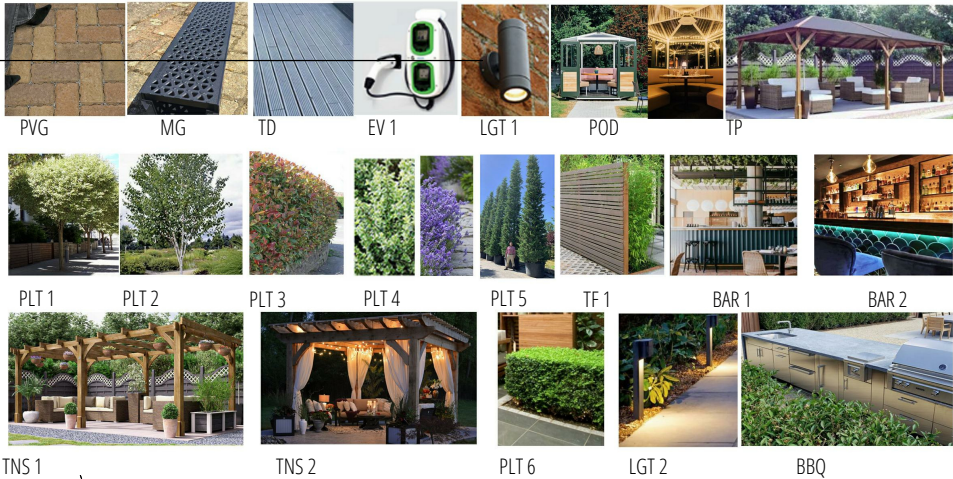 PVG MG TD EV 1 LGT 1 POD TP
PLT 1 PLT 2 PLT 3 PLT 4 PLT 5 TF 1 BAR 1 BAR 2
TNS 1 TNS 2 PLT 6 LGT 2 BBQ